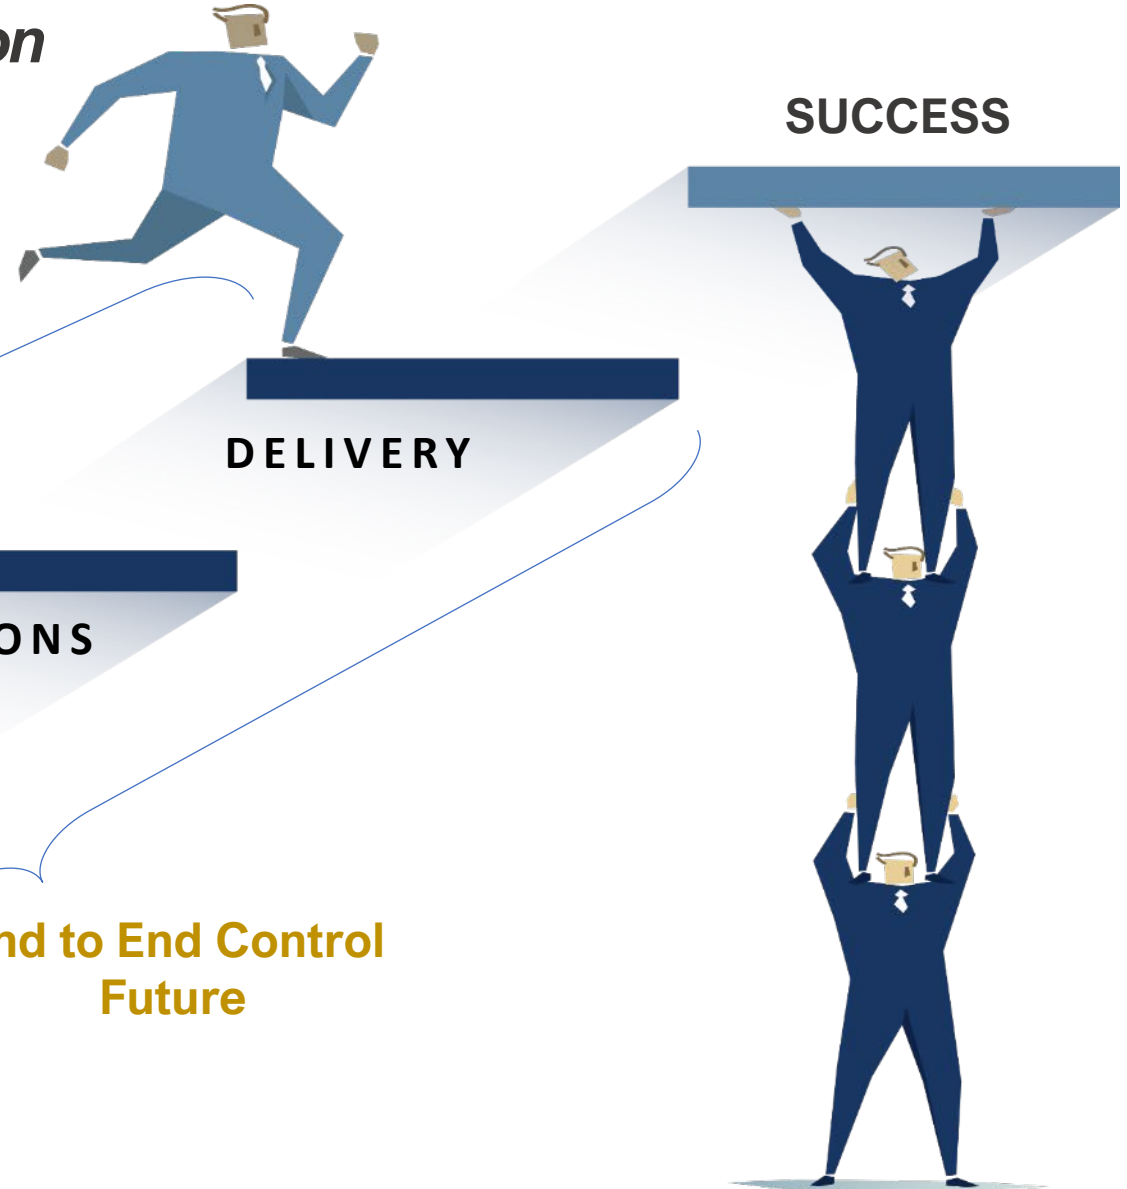 on
SUCCESS
DELIVERY
ONS
nd to End Control
Future